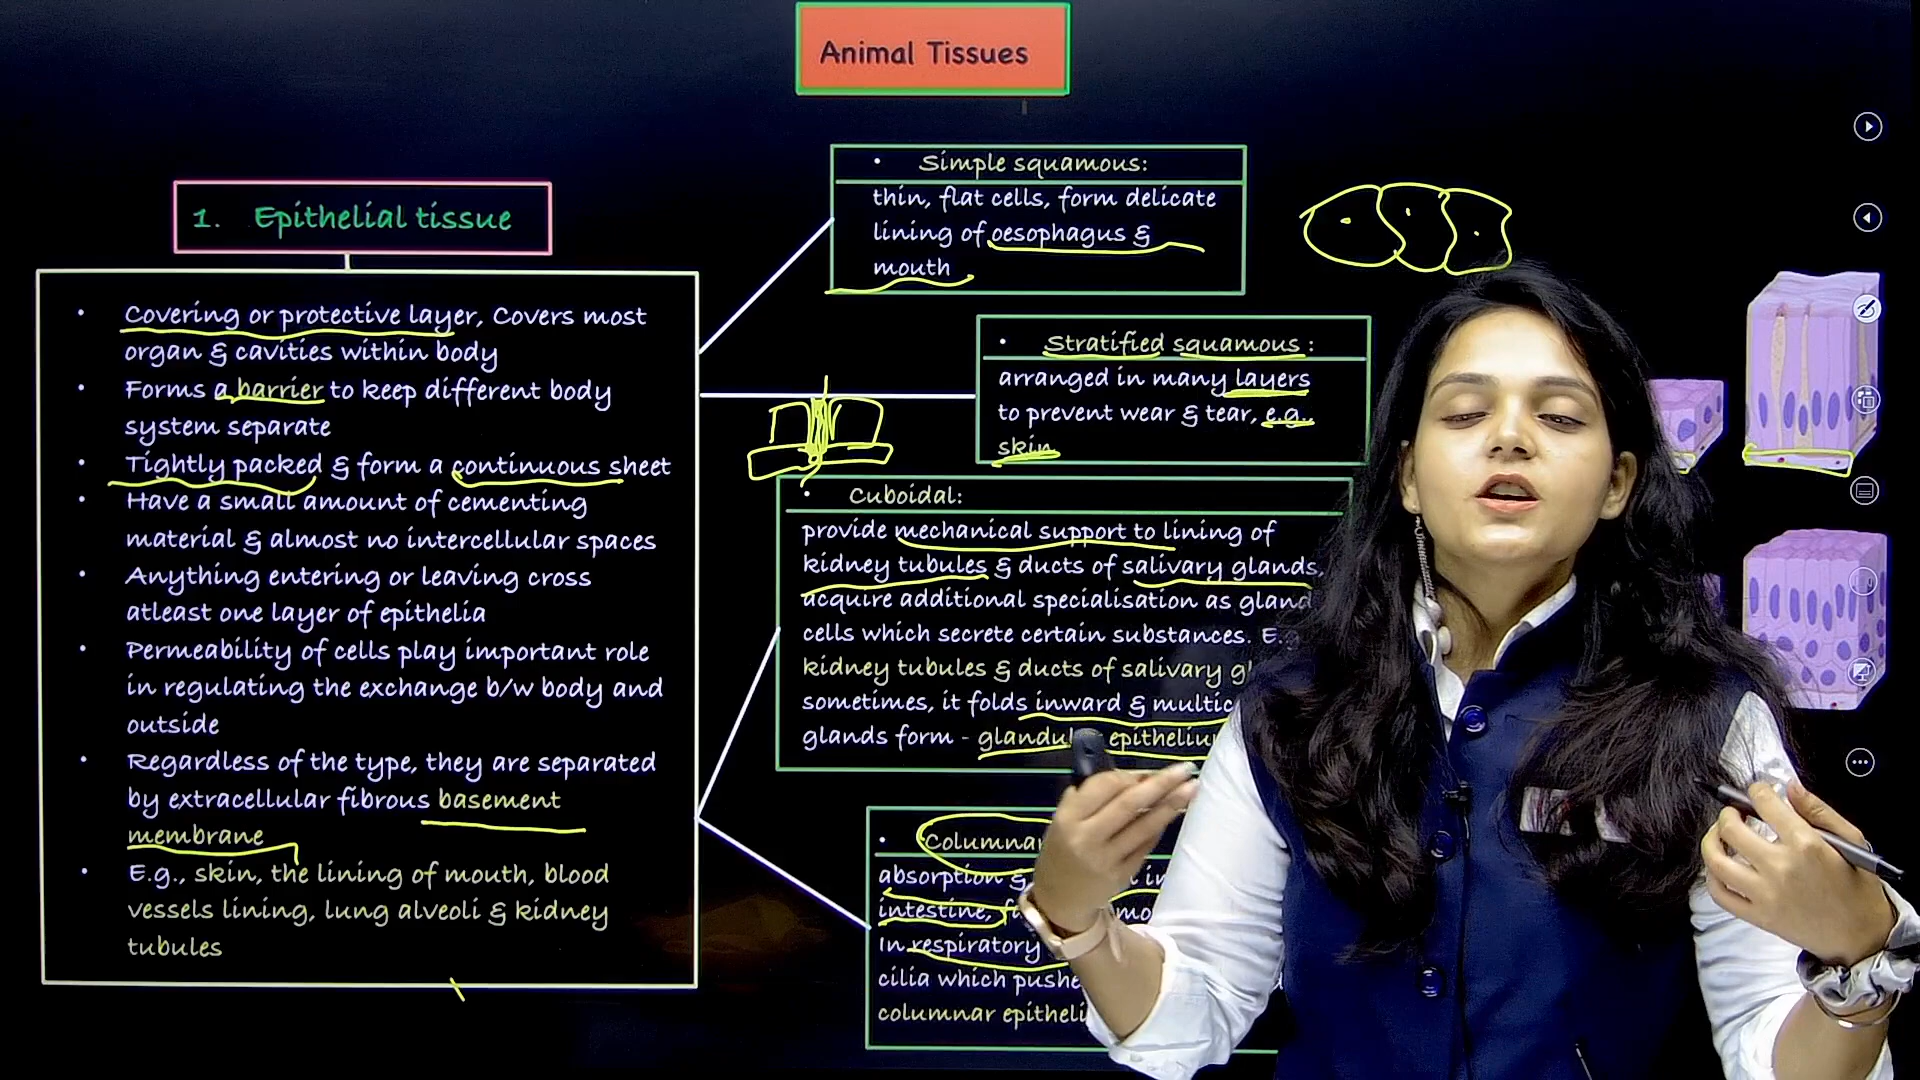 Animal Tissues
1. Epithelial tissue
• Covering or protective layer, Covers most
organ & cavities within body
• Forms a barrier to keep different body
system separate
• Tightly packed & form a continuous sheet
• Have a small amount of cementing
material & almost no intercellular spaces
• Anything entering or leaving cross
atleast one layer of epithelia
• Permeability of cells play important role
in regulating the exchange b/w body and
outside
• Regardless of the type, they are separated
by extracellular fibrous basement
membrane
• E.g., skin, the lining of mouth, blood
vessels lining, lung alveoli & kidney
tubules
• Simple squamous:
thin, flat cells, form delicate
lining of oesophagus &
mouth
• Stratified squamous :
arranged in many layers
to prevent wear & tear, e.g.,
skin
• Cuboidal:
provide mechanical support to lining of
kidney tubules & ducts of salivary glands,
acquire additional specialisation as gland
cells which secrete certain substances. E.
kidney tubules & ducts of salivary
sometimes, it folds inward &
glands form - epithelium
• Columnar
absorption &
intestine,
In respiratory
cilia which
columnar